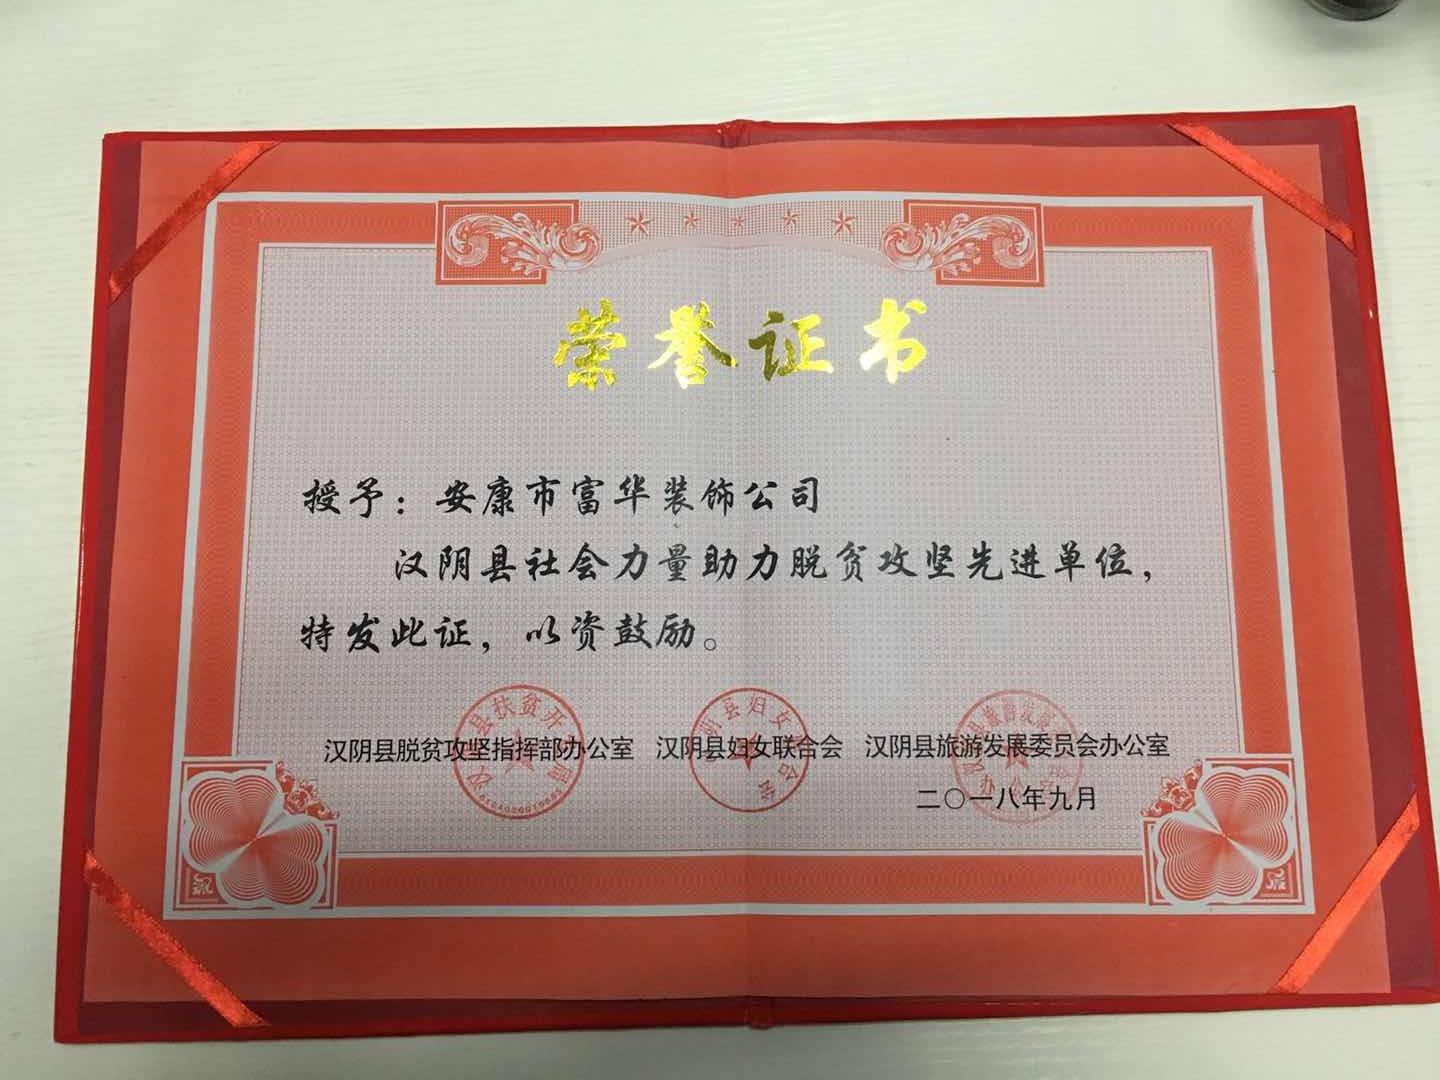 荣誉证书
授予：安康市富华装饰公司
汉阴县社会力量助力脱贫攻坚先进单位，
特发此证，以资鼓励。
汉阴县脱贫攻坚指挥部办公室 汉阴县妇女联合会 汉阴县旅游发展委员会办公室
二〇一八年九月